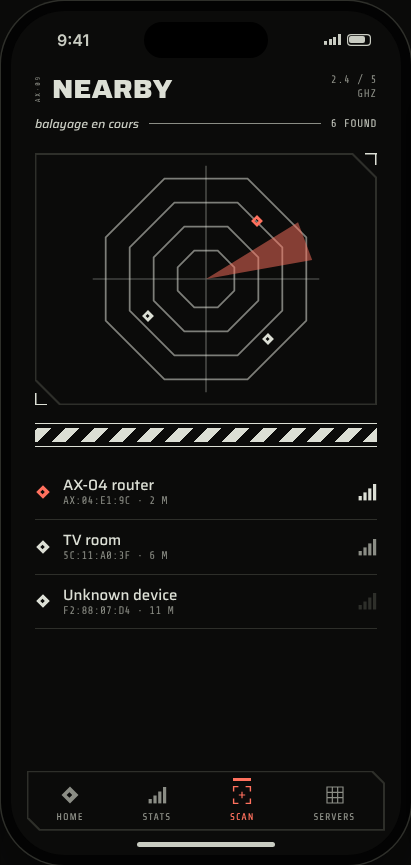 9:41
AX-09
NEARBY
2.4 / 5
GHZ
balayage en cours
6 FOUND
AX-04 router
AX:04:E1:9C · 2 M
TV room
5C:11:A0:3F · 6 M
Unknown device
F2:88:07:D4 · 11 M
HOME
STATS
SCAN
SERVERS